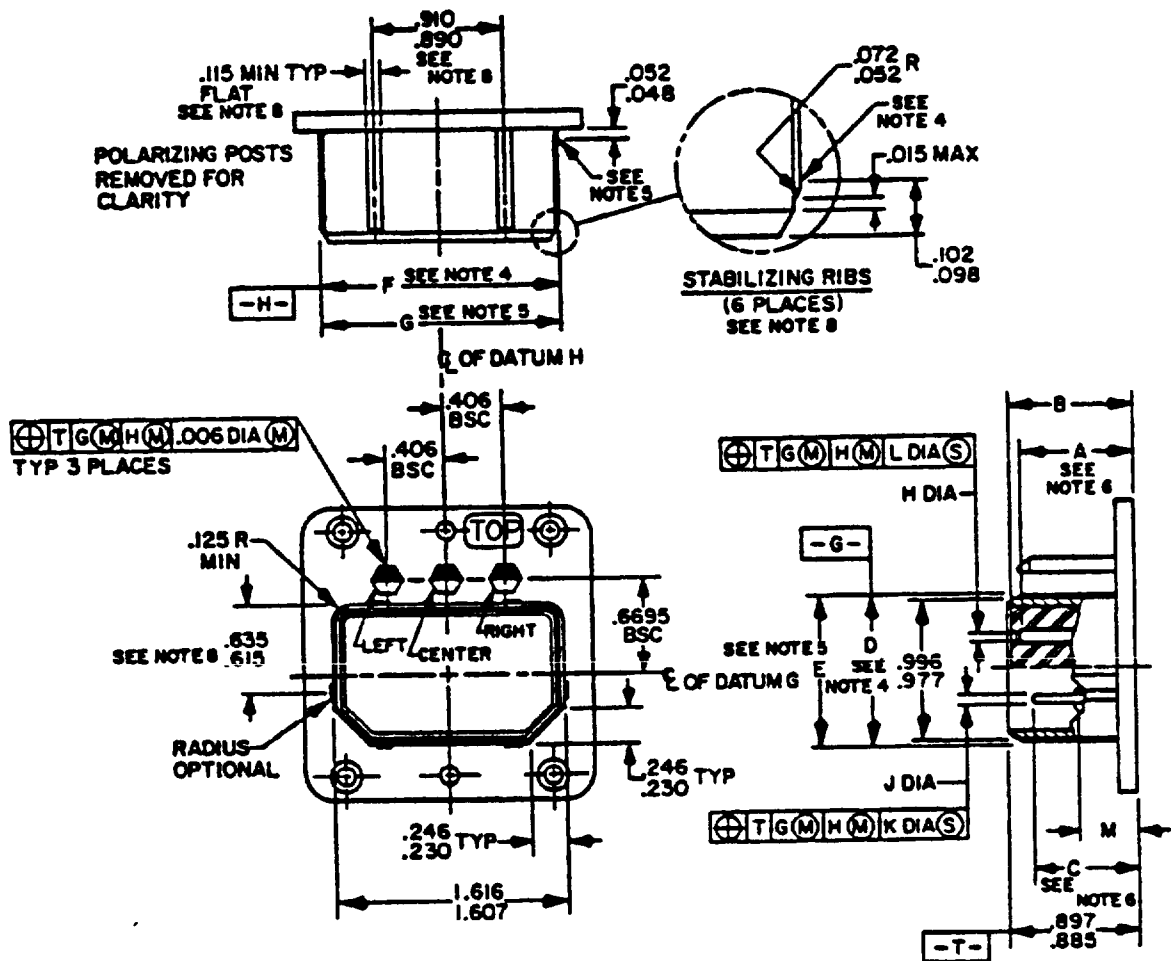 .910
.890
SEE
NOTE 8
.115 MIN TYP
FLAT
SEE NOTE 8
.052
.048
.072
.052 R
SEE
NOTE 4
.015 MAX
POLARIZING POSTS
REMOVED FOR
CLARITY
SEE
NOTE 5
.102
.098
F SEE NOTE 4
-H-
G SEE NOTE 5
STABILIZING RIBS
(6 PLACES)
SEE NOTE 8
℄ OF DATUM H
.406
BSC
⌖ T G Ⓜ H Ⓜ .006 DIA Ⓜ
TYP 3 PLACES
.406
BSC
B
A
SEE
NOTE 6
⌖ T G Ⓜ H Ⓜ L DIA Ⓢ
H DIA
TOP
.125 R
MIN
-G-
.6695
BSC
LEFT
CENTER
RIGHT
SEE NOTE 8
.635
.615
SEE NOTE 5
E
D
SEE
NOTE 4
.996
.977
℄ OF DATUM G
RADIUS
OPTIONAL
.246
.230 TYP
J DIA
.246
.230 TYP
⌖ T G Ⓜ H Ⓜ K DIA Ⓢ
M
C
SEE
NOTE 6
1.616
1.607
.897
.885
-T-